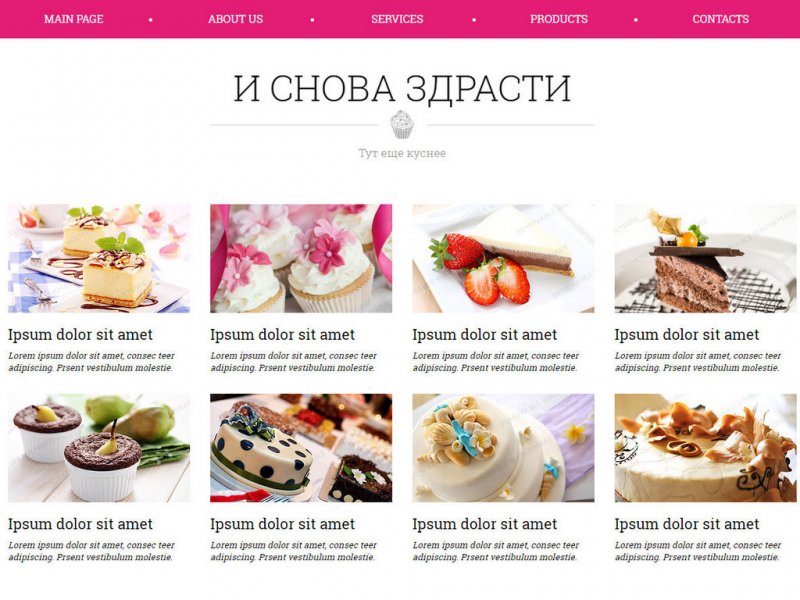 MAIN PAGE • ABOUT US • SERVICES • PRODUCTS • CONTACTS
И СНОВА ЗДРАСТИ
Тут еще куснее
Ipsum dolor sit amet Ipsum dolor sit amet Ipsum dolor sit amet Ipsum dolor sit amet
Lorem ipsum dolor sit amet, consec teer Lorem ipsum dolor sit amet, consec teer Lorem ipsum dolor sit amet, consec teer Lorem ipsum dolor sit amet, consec teer
adipiscing. Prsent vestibulum molestie. adipiscing. Prsent vestibulum molestie. adipiscing. Prsent vestibulum molestie. adipiscing. Prsent vestibulum molestie.
Ipsum dolor sit amet Ipsum dolor sit amet Ipsum dolor sit amet Ipsum dolor sit amet
Lorem ipsum dolor sit amet, consec teer Lorem ipsum dolor sit amet, consec teer Lorem ipsum dolor sit amet, consec teer Lorem ipsum dolor sit amet, consec teer
adipiscing. Prsent vestibulum molestie. adipiscing. Prsent vestibulum molestie. adipiscing. Prsent vestibulum molestie. adipiscing. Prsent vestibulum molestie.